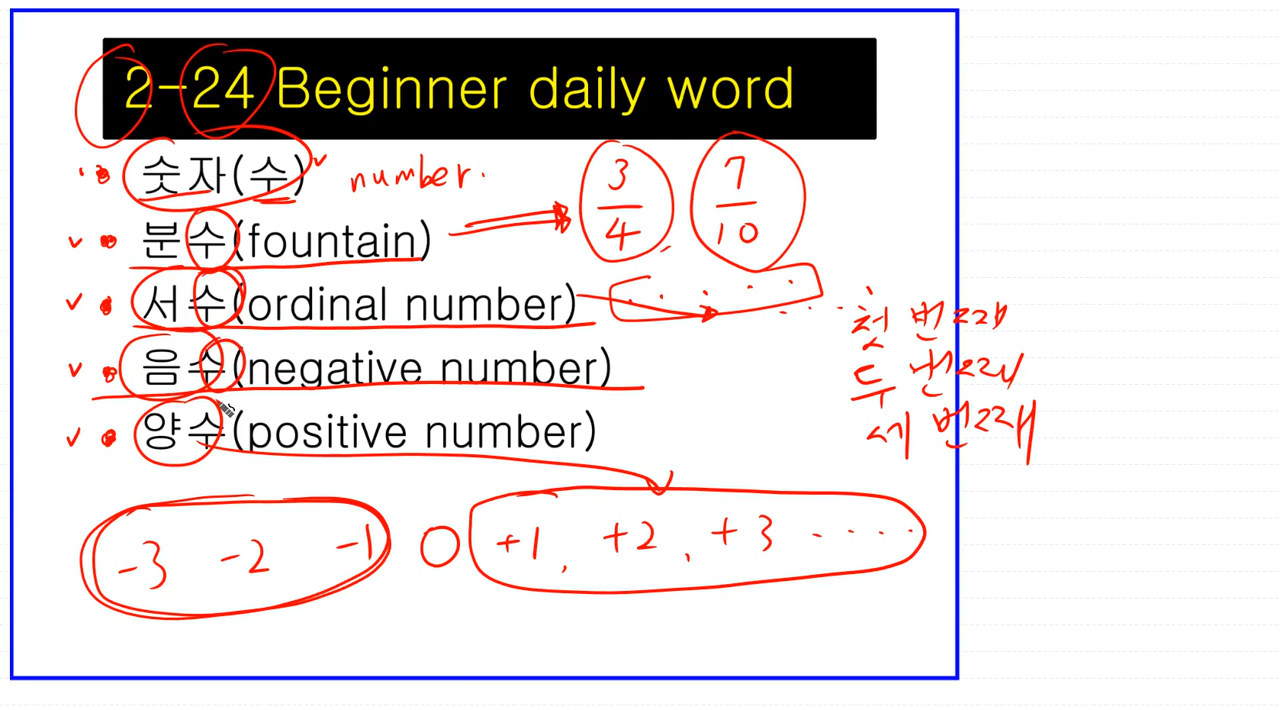 2-24 Beginner daily word
숫자(수) number.
분수(fountain) 3/4 7/10
서수(ordinal number)
첫 번째
음수(negative number)
두 번째
양수(positive number)
세 번째
-3 -2 -1 0 +1, +2, +3 ....